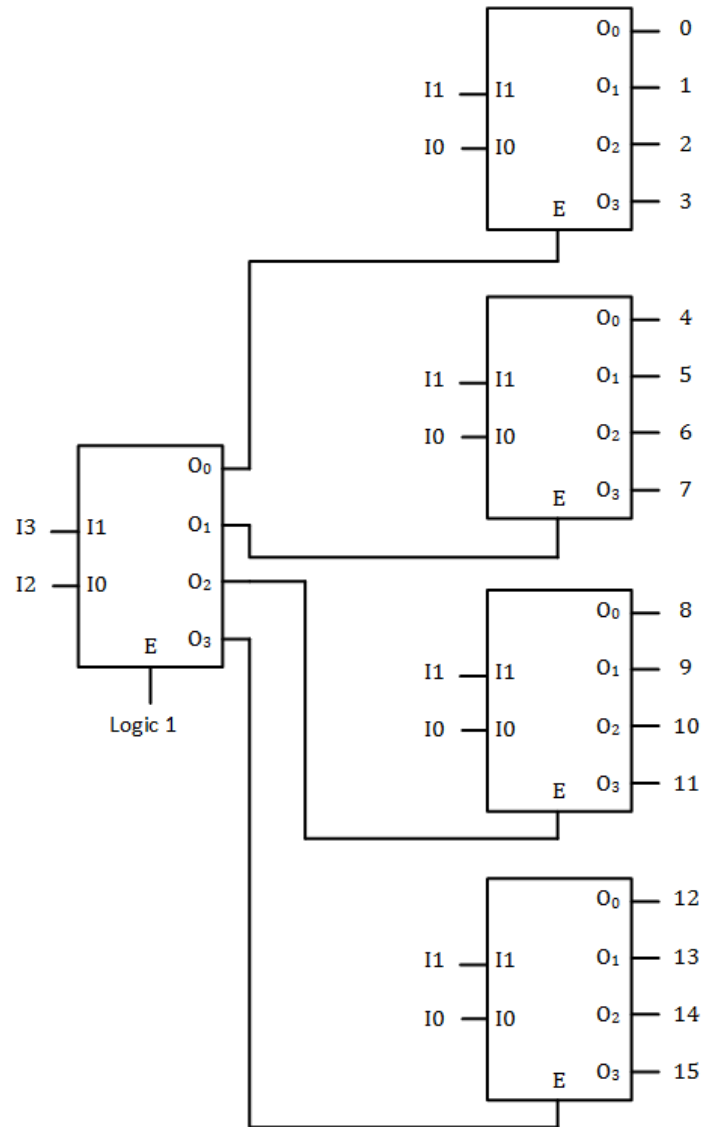 O₀ 0
I1 I1 O₁ 1
I0 I0 O₂ 2
E O₃ 3
O₀ 4
I1 I1 O₁ 5
I0 I0 O₂ 6
E O₃ 7
O₀
I3 I1 O₁
I2 I0 O₂
E O₃
Logic 1
O₀ 8
I1 I1 O₁ 9
I0 I0 O₂ 10
E O₃ 11
O₀ 12
I1 I1 O₁ 13
I0 I0 O₂ 14
E O₃ 15